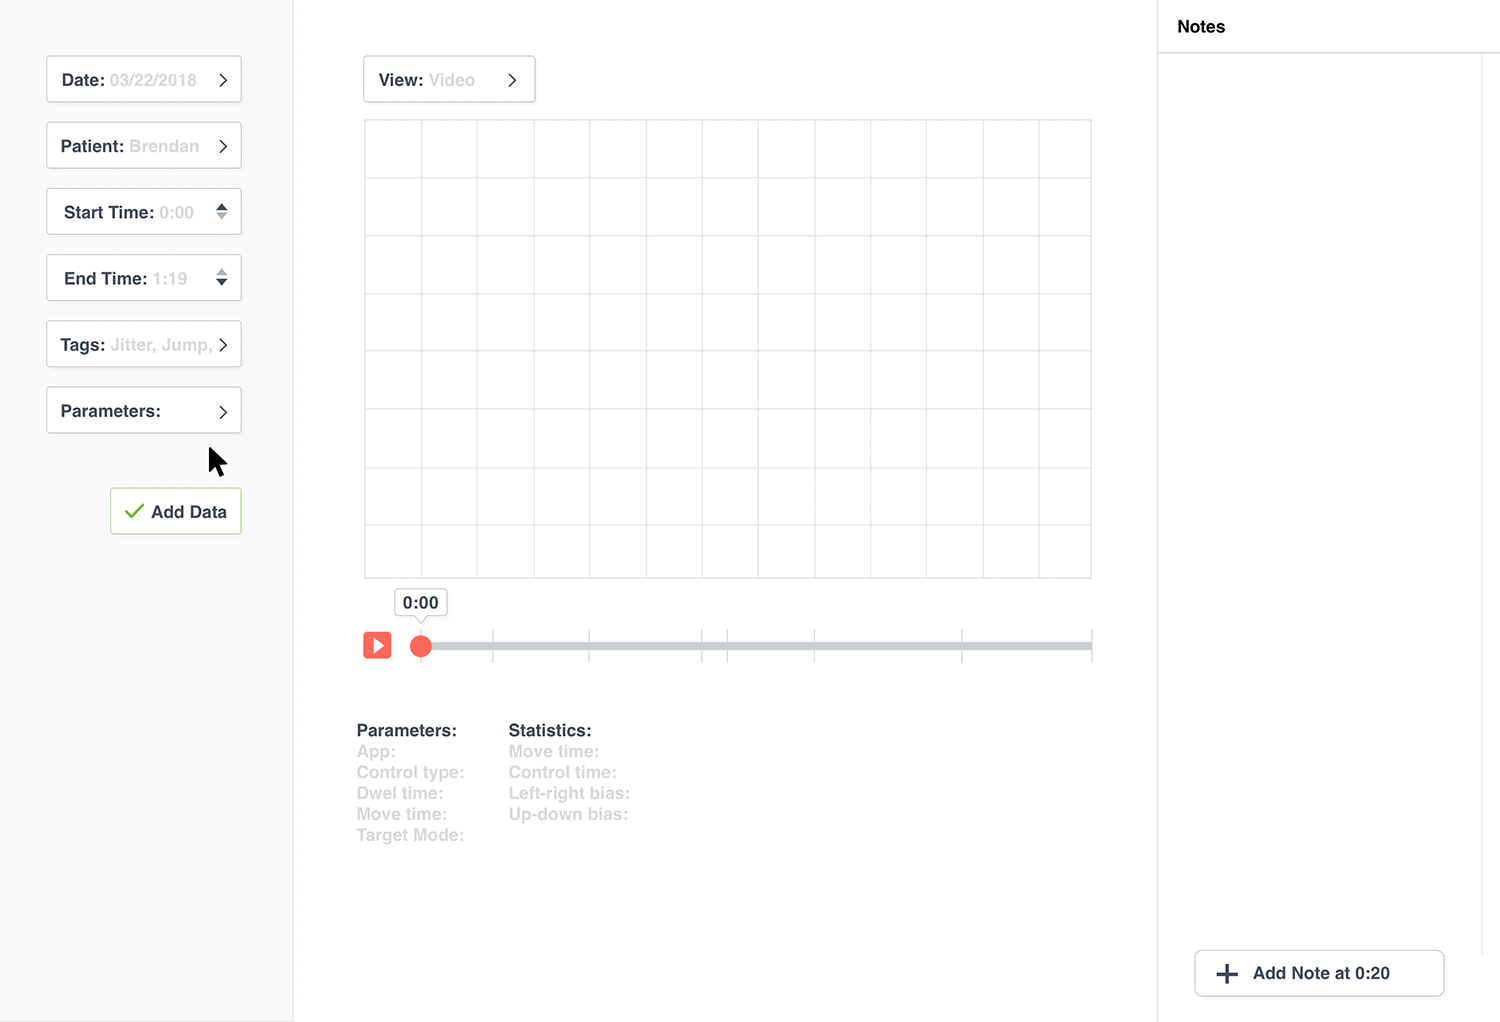 Notes
Date: 03/22/2018
Patient: Brendan
Start Time: 0:00
End Time: 1:19
Tags: Jitter, Jump,
Parameters:
Add Data
View: Video
0:00
Parameters:
App:
Control type:
Dwel time:
Move time:
Target Mode:
Statistics:
Move time:
Control time:
Left-right bias:
Up-down bias:
Add Note at 0:20